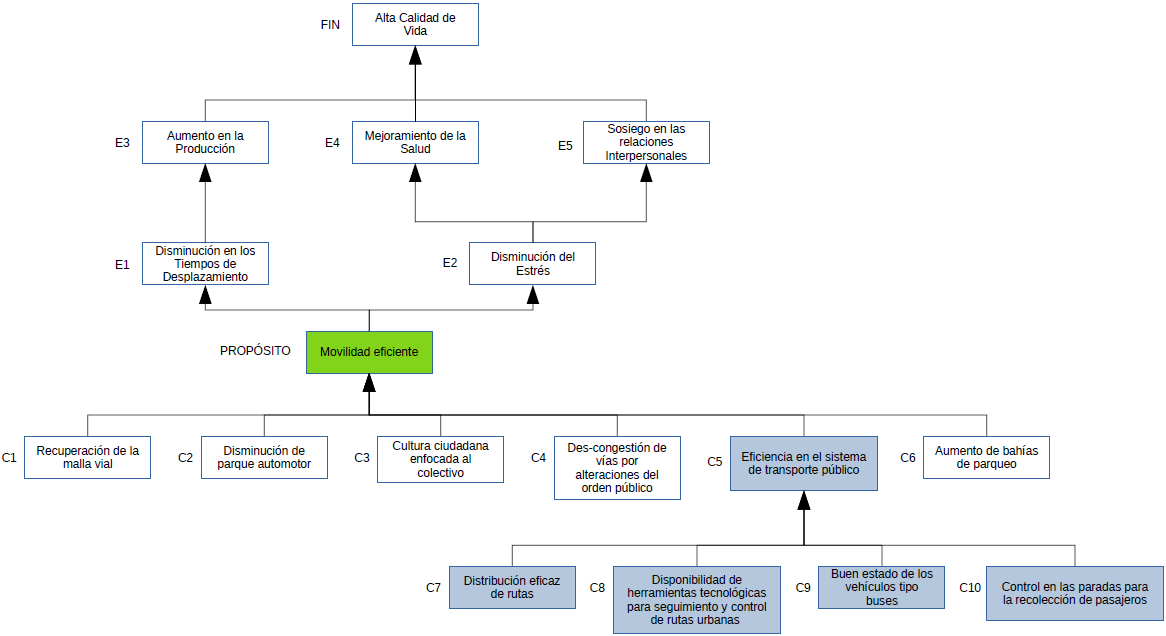 FIN
Alta Calidad de
Vida
E3
Aumento en la
Producción
E4
Mejoramiento de la
Salud
E5
Sosiego en las
relaciones
Interpersonales
E1
Disminución en los
Tiempos de
Desplazamiento
E2
Disminución del
Estrés
PROPÓSITO
Movilidad eficiente
C1
Recuperación de la
malla vial
C2
Disminución de
parque automotor
C3
Cultura ciudadana
enfocada al
colectivo
C4
Des-congestión de
vías por
alteraciones del
orden público
C5
Eficiencia en el sistema
de transporte público
C6
Aumento de bahías
de parqueo
C7
Distribución eficaz
de rutas
C8
Disponibilidad de
herramientas tecnológicas
para seguimiento y control
de rutas urbanas
C9
Buen estado de los
vehículos tipo
buses
C10
Control en las paradas para
la recolección de pasajeros